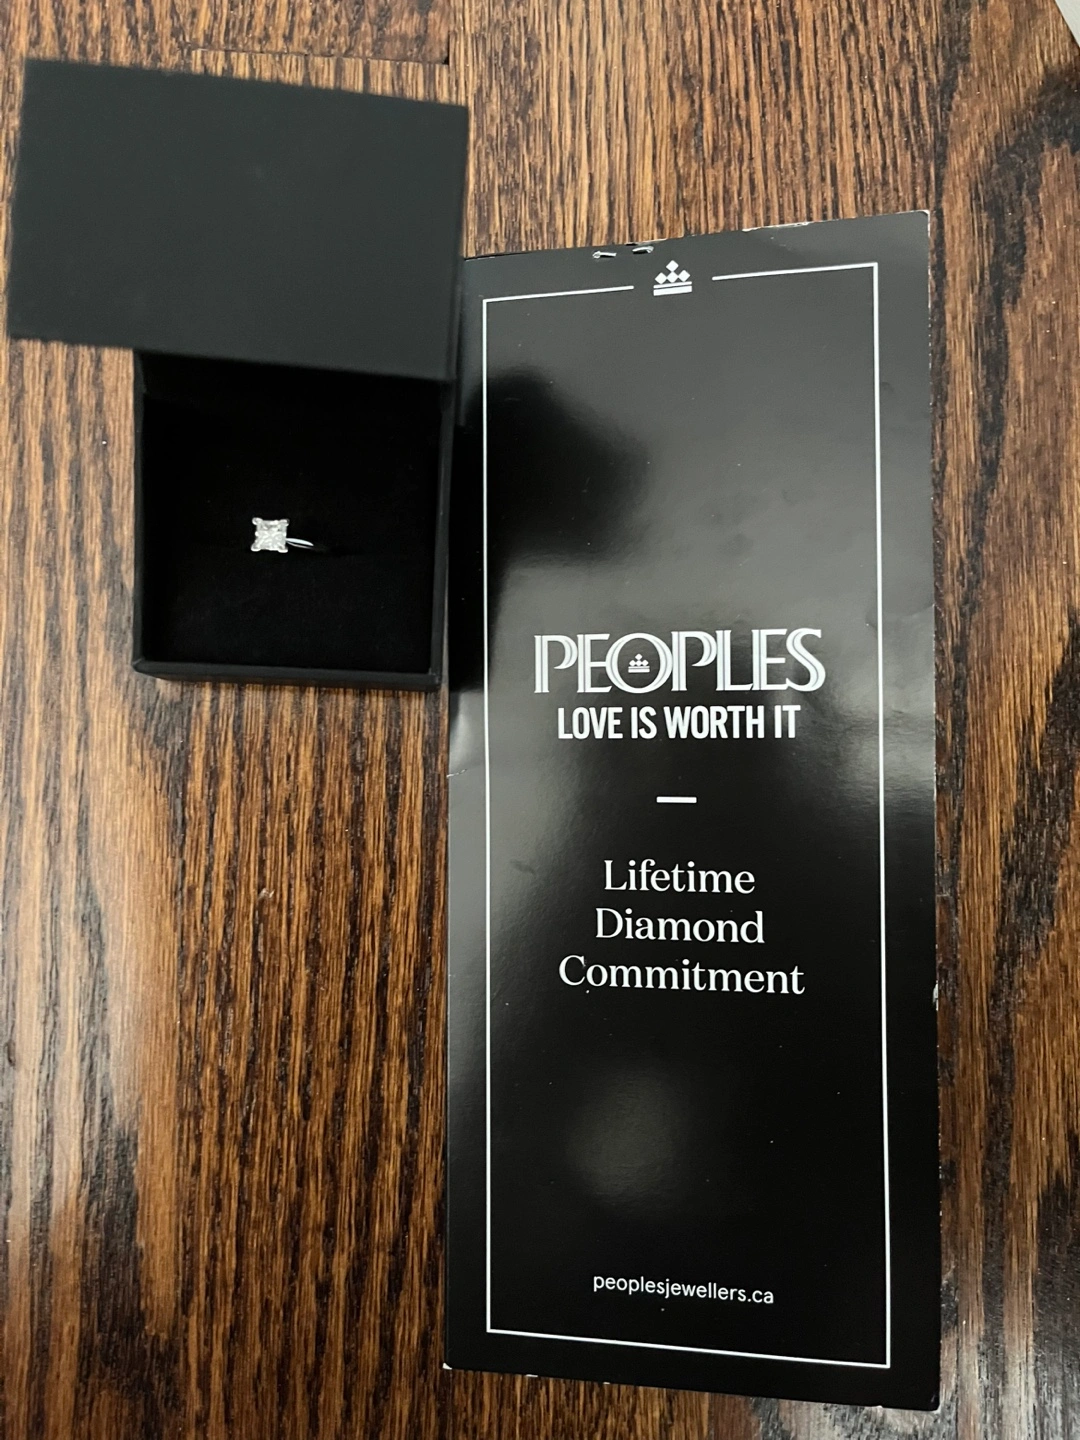 PEOPLES
LOVE IS WORTH IT
Lifetime
Diamond
Commitment
peoplesjewellers.ca